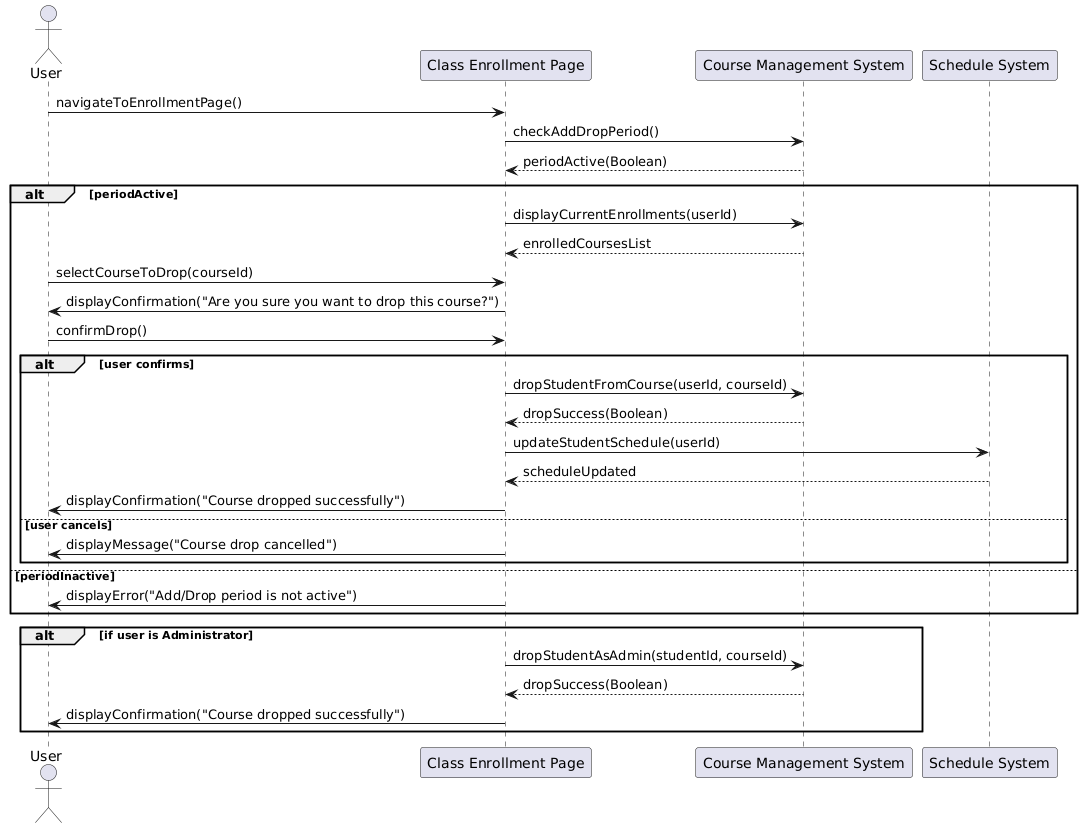 User
Class Enrollment Page
Course Management System
Schedule System
navigateToEnrollmentPage()
checkAddDropPeriod()
periodActive(Boolean)
alt [periodActive]
displayCurrentEnrollments(userId)
enrolledCoursesList
selectCourseToDrop(courseId)
displayConfirmation("Are you sure you want to drop this course?")
confirmDrop()
alt [user confirms]
dropStudentFromCourse(userId, courseId)
dropSuccess(Boolean)
updateStudentSchedule(userId)
scheduleUpdated
displayConfirmation("Course dropped successfully")
[user cancels]
displayMessage("Course drop cancelled")
[periodInactive]
displayError("Add/Drop period is not active")
alt [if user is Administrator]
dropStudentAsAdmin(studentId, courseId)
dropSuccess(Boolean)
displayConfirmation("Course dropped successfully")
User
Class Enrollment Page
Course Management System
Schedule System